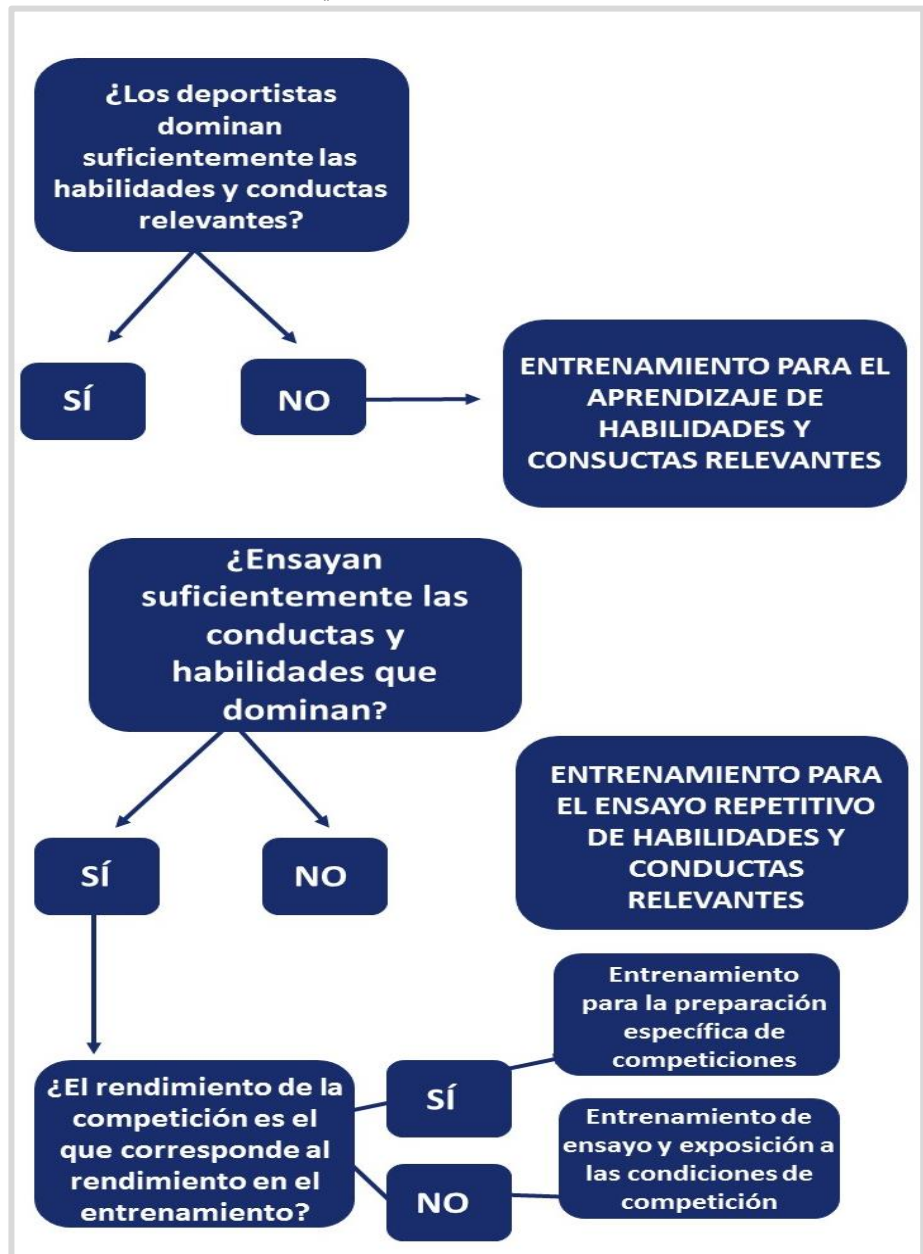 ¿Los deportistas
dominan
suficientemente las
habilidades y conductas
relevantes?
SÍ
NO
ENTRENAMIENTO PARA EL
APRENDIZAJE DE
HABILIDADES Y
CONSUCTAS RELEVANTES
¿Ensayan
suficientemente las
conductas y
habilidades que
dominan?
SÍ
NO
ENTRENAMIENTO PARA
EL ENSAYO REPETITIVO
DE HABILIDADES Y
CONDUCTAS
RELEVANTES
¿El rendimiento de la
competición es el
que corresponde al
rendimiento en el
entrenamiento?
SÍ
Entrenamiento
para la preparación
específica de
competiciones
NO
Entrenamiento de
ensayo y exposición a
las condiciones de
competición